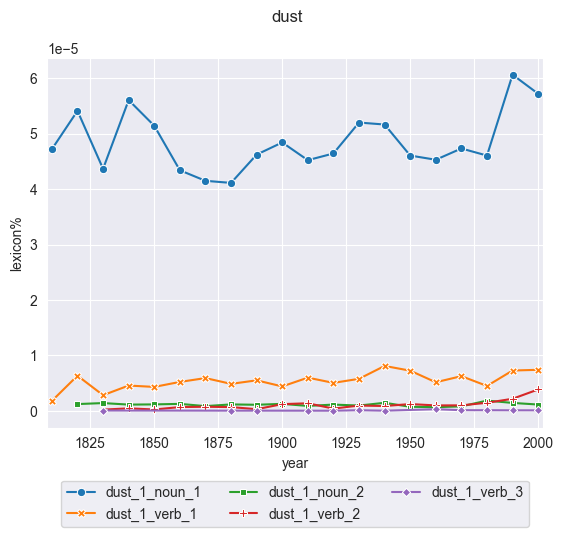 dust
1e−5
6
5
4
3
2
1
0
lexicon%
1825 1850 1875 1900 1925 1950 1975 2000
year
dust_1_noun_1 dust_1_noun_2 dust_1_verb_3
dust_1_verb_1 dust_1_verb_2